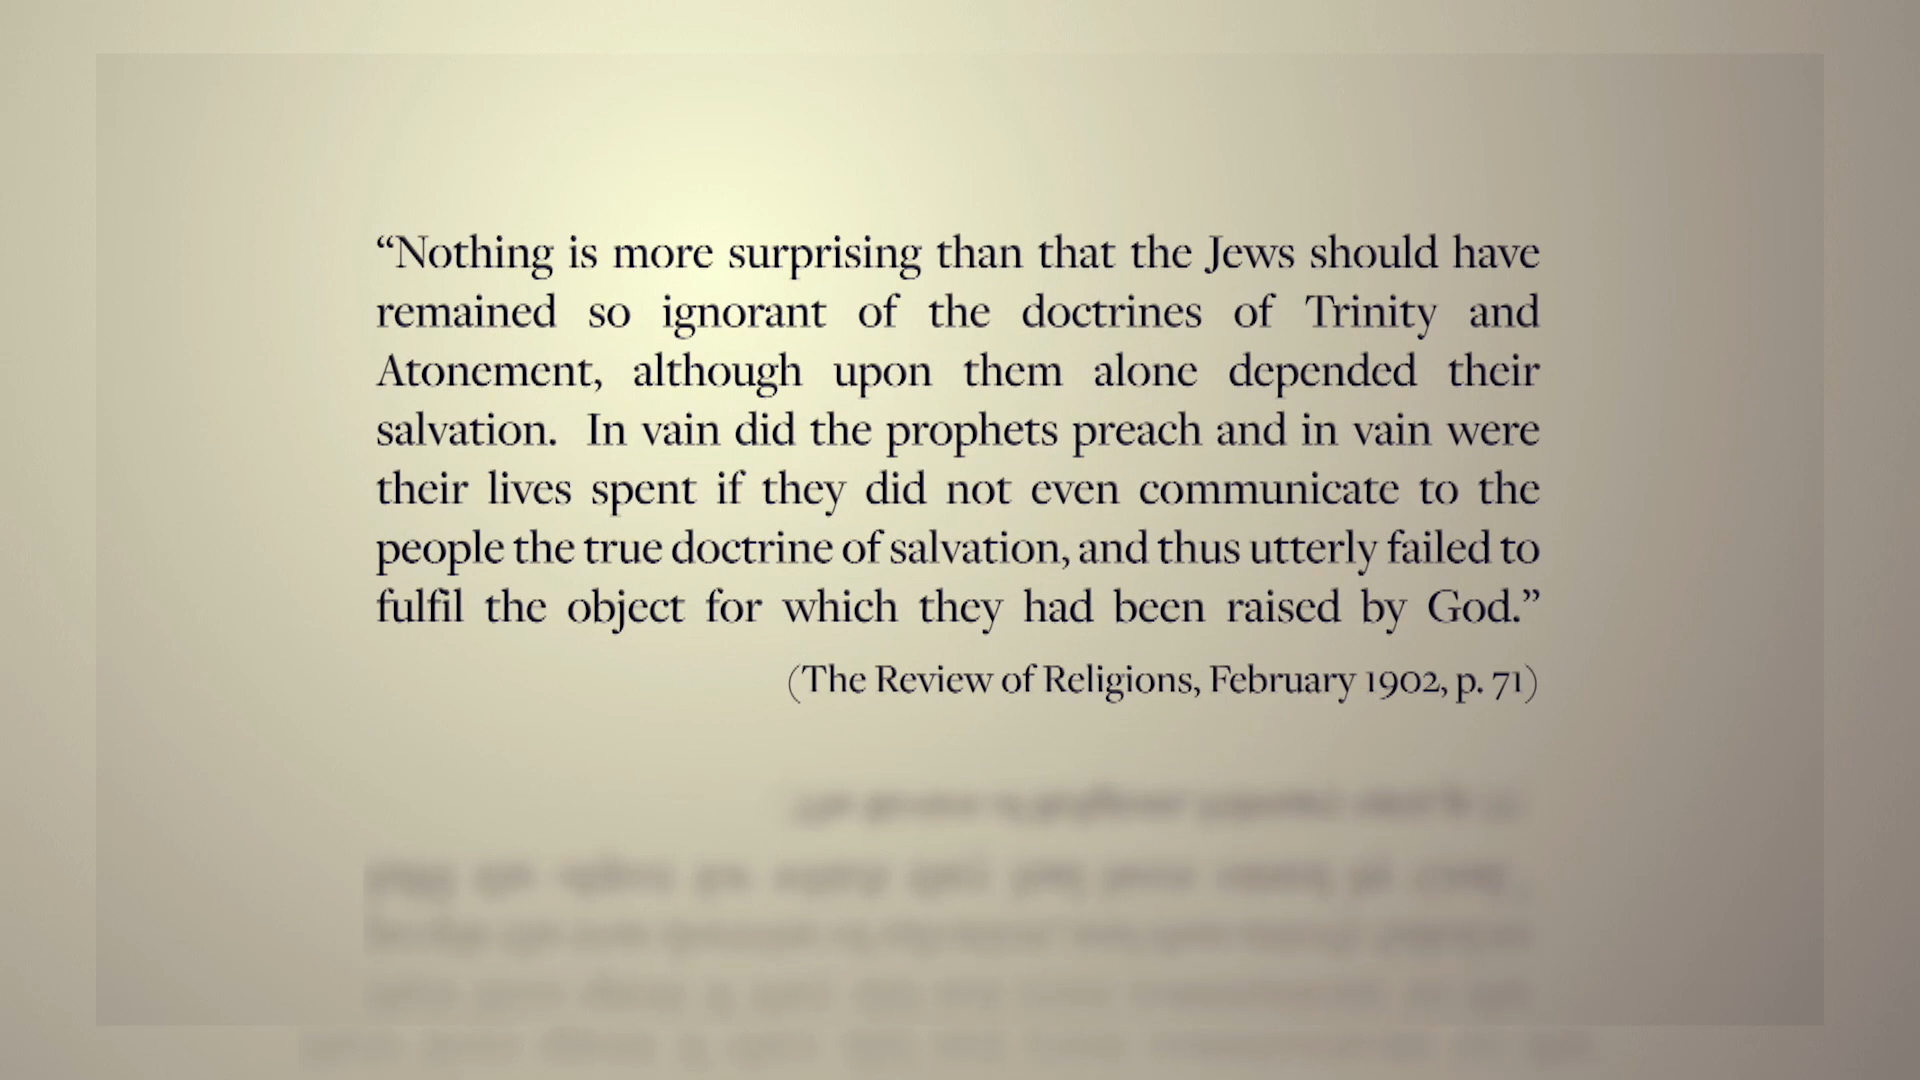 “Nothing is more surprising than that the Jews should have
remained so ignorant of the doctrines of Trinity and
Atonement, although upon them alone depended their
salvation. In vain did the prophets preach and in vain were
their lives spent if they did not even communicate to the
people the true doctrine of salvation, and thus utterly failed to
fulfil the object for which they had been raised by God.”
(The Review of Religions, February 1902, p. 71)